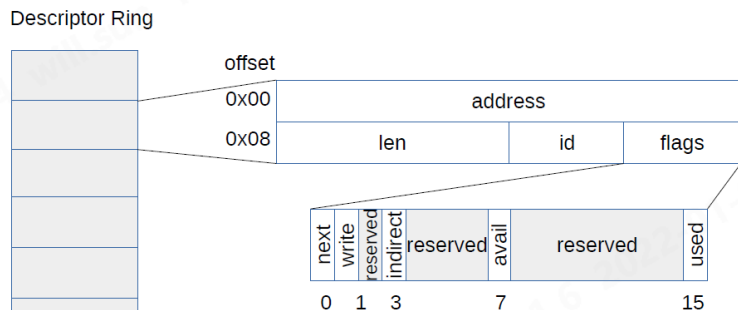 Descriptor Ring
offset
0x00 address
0x08 len id flags
next write reserved indirect reserved avail reserved used
0 1 3 7 15